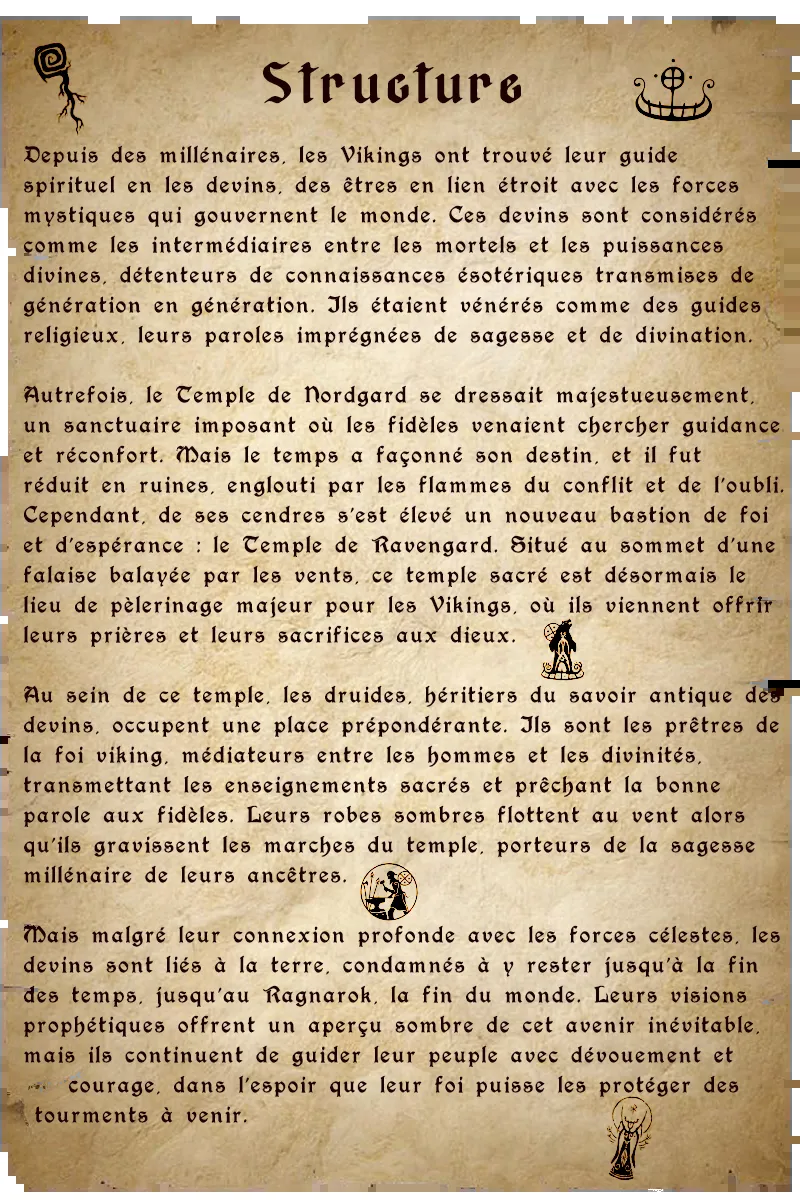 Structure
Depuis des millénaires, les Vikings ont trouvé leur guide
spirituel en les devins, des êtres en lien étroit avec les forces
mystiques qui gouvernent le monde. Ces devins sont considérés
comme les intermédiaires entre les mortels et les puissances
divines, détenteurs de connaissances ésotériques transmises de
génération en génération. Ils étaient vénérés comme des guides
religieux, leurs paroles imprégnées de sagesse et de divination.
Autrefois, le Temple de Nordgard se dressait majestueusement,
un sanctuaire imposant où les fidèles venaient chercher guidance
et réconfort. Mais le temps a façonné son destin, et il fut
réduit en ruines, englouti par les flammes du conflit et de l'oubli.
Cependant, de ses cendres s'est élevé un nouveau bastion de foi
et d'espérance : le Temple de Ravengard. Situé au sommet d'une
falaise balayée par les vents, ce temple sacré est désormais le
lieu de pèlerinage majeur pour les Vikings, où ils viennent offrir
leurs prières et leurs sacrifices aux dieux.
Au sein de ce temple, les druides, héritiers du savoir antique des
devins, occupent une place prépondérante. Ils sont les prêtres de
la foi viking, médiateurs entre les hommes et les divinités,
transmettant les enseignements sacrés et prêchant la bonne
parole aux fidèles. Leurs robes sombres flottent au vent alors
qu'ils gravissent les marches du temple, porteurs de la sagesse
millénaire de leurs ancêtres.
Mais malgré leur connexion profonde avec les forces célestes, les
devins sont liés à la terre, condamnés à y rester jusqu'à la fin
des temps, jusqu'au Ragnarok, la fin du monde. Leurs visions
prophétiques offrent un aperçu sombre de cet avenir inévitable,
mais ils continuent de guider leur peuple avec dévouement et
courage, dans l'espoir que leur foi puisse les protéger des
tourments à venir.